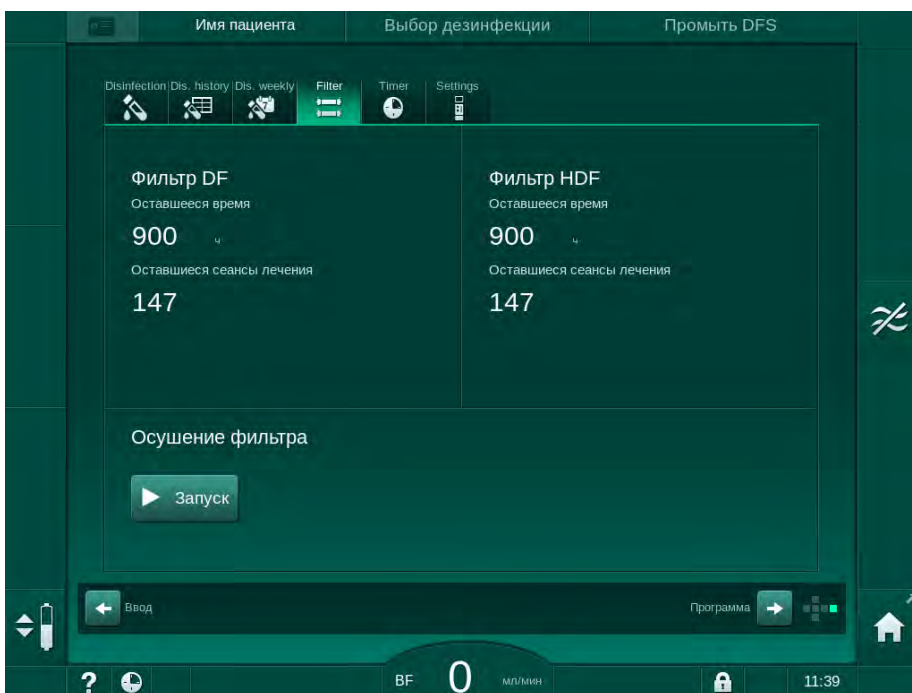 Имя пациента Выбор дезинфекции Промыть DFS
Disinfection Dis. history Dis. weekly Filter Timer Settings
Фильтр DF Фильтр HDF
Оставшееся время Оставшееся время
900 ч 900 ч
Оставшиеся сеансы лечения Оставшиеся сеансы лечения
147 147
Осушение фильтра
Запуск
Ввод Программа
? BF 0 мл/мин 11:39